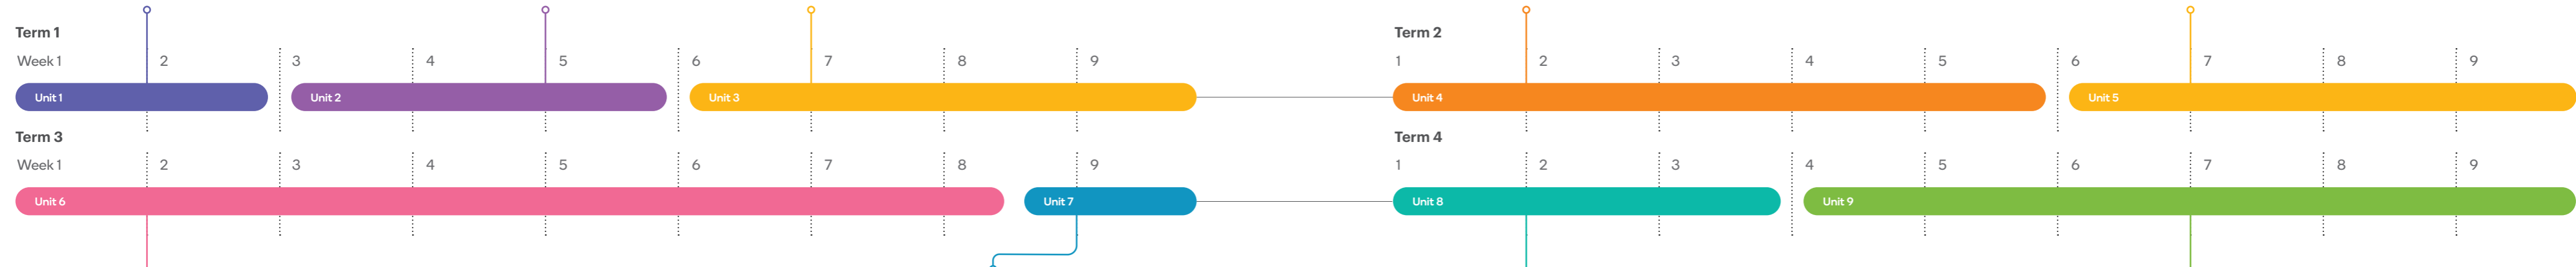 Term 1
Week 1 2 3 4 5 6 7 8 9
Unit 1 Unit 2 Unit 3
Term 2
1 2 3 4 5 6 7 8 9
Unit 4 Unit 5
Term 3
Week 1 2 3 4 5 6 7 8 9
Unit 6 Unit 7
Term 4
1 2 3 4 5 6 7 8 9
Unit 8 Unit 9